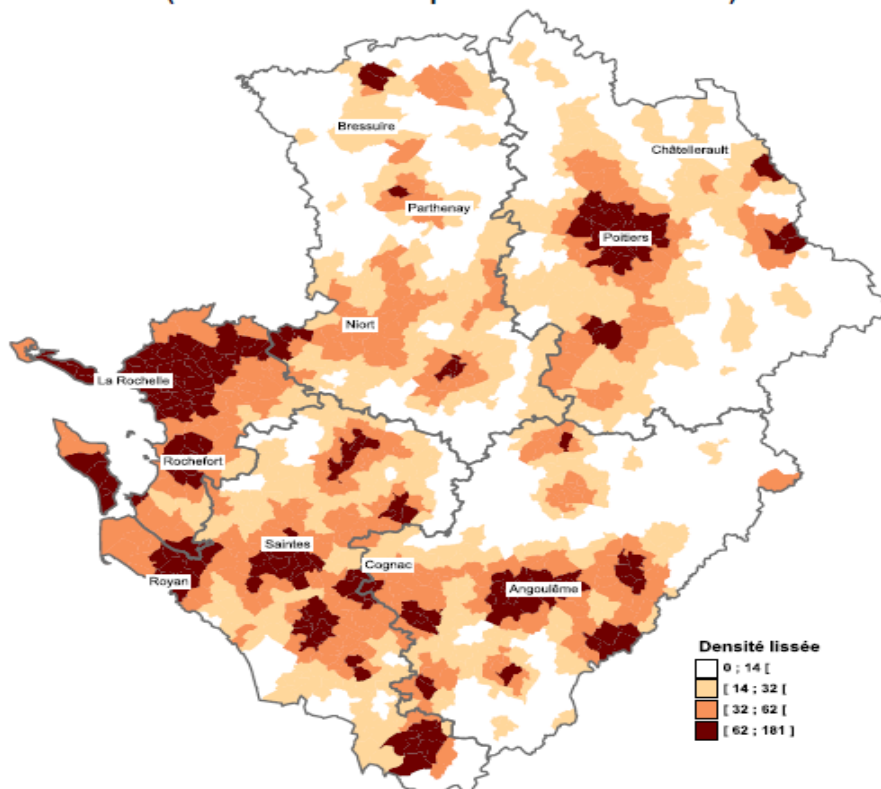 Bressuire
Châtellerault
Parthenay
Poitiers
Niort
La Rochelle
Rochefort
Saintes
Cognac
Royan
Angoulême
Densité lissée
0 ; 14 [
[ 14 ; 32 [
[ 32 ; 62 [
[ 62 ; 181 ]